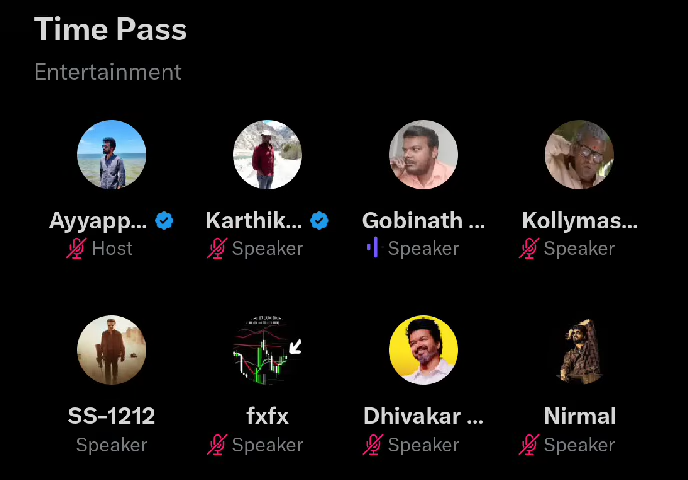 Time Pass
Entertainment
Ayyapp... Karthik... Gobinath ... Kollymas...
Host Speaker Speaker Speaker
SS-1212 fxfx Dhivakar ... Nirmal
Speaker Speaker Speaker Speaker